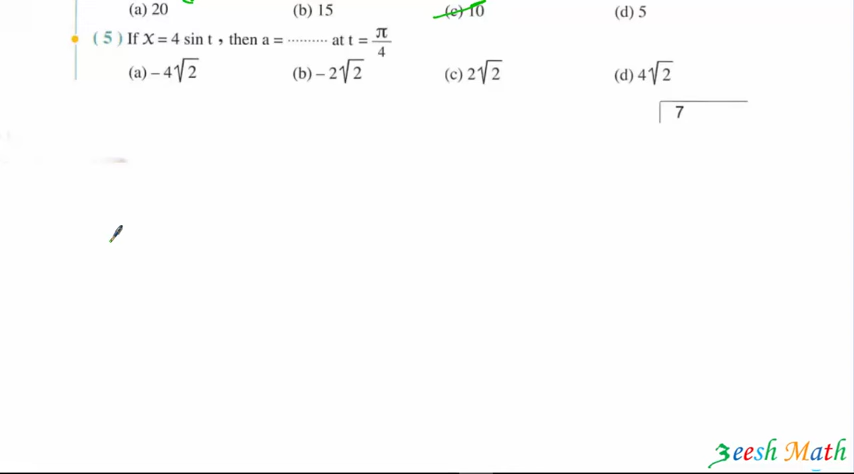 (a) 20 (b) 15 (c) 10 (d) 5
(5) If X = 4 sin t , then a = ·········· at t = π/4
(a) – 4√2 (b) – 2√2 (c) 2√2 (d) 4√2
7
Zeesh Math